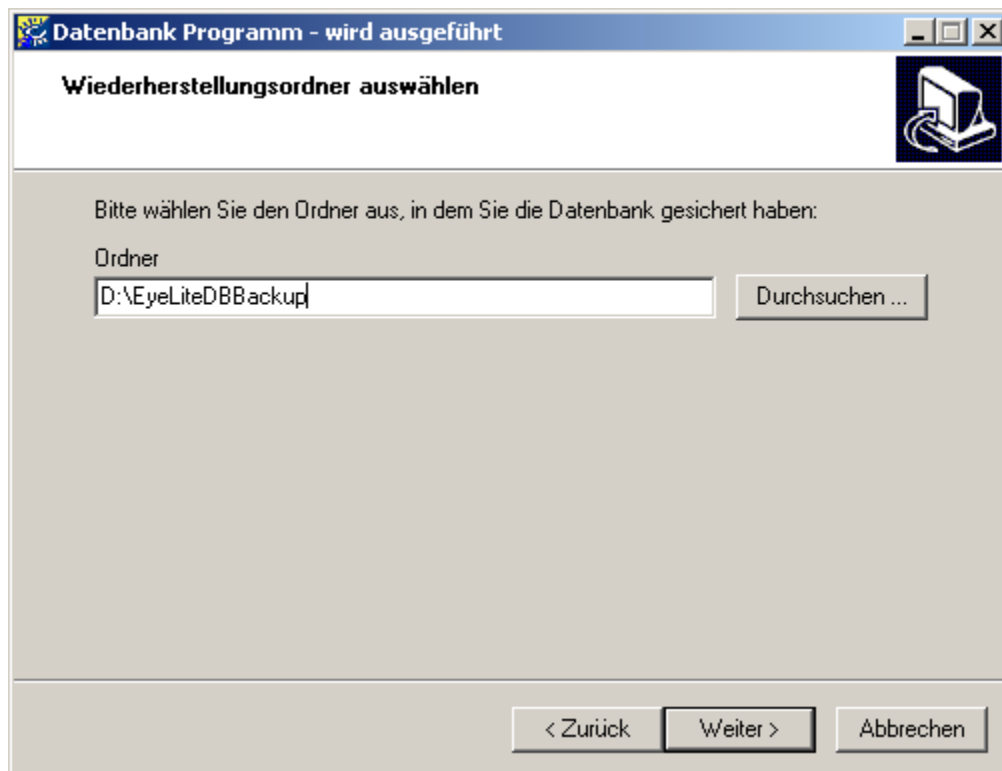 Datenbank Programm - wird ausgeführt
Wiederherstellungsordner auswählen
Bitte wählen Sie den Ordner aus, in dem Sie die Datenbank gesichert haben:
Ordner
D:\EyeLiteDBBackup
Durchsuchen ...
< Zurück
Weiter >
Abbrechen